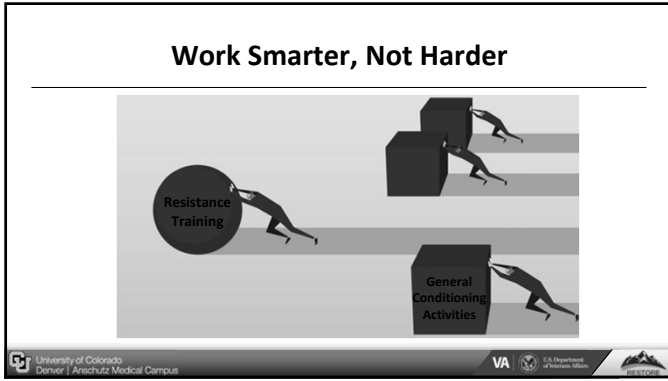 Work Smarter, Not Harder
Resistance
Training
General
Conditioning
Activities
University of Colorado
Denver | Anschutz Medical Campus
VA
U.S. Department
of Veterans Affairs
RESTORE